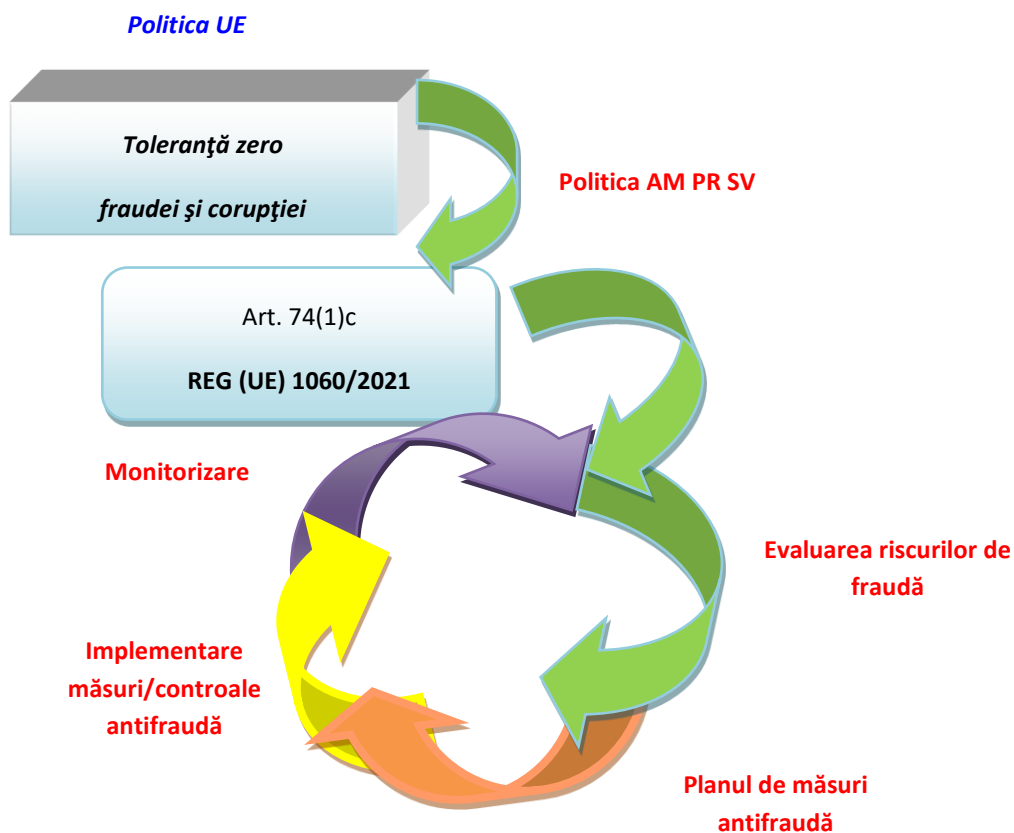 Politica UE
Toleranţă zero
fraudei şi corupţiei
Politica AM PR SV
Art. 74(1)c
REG (UE) 1060/2021
Monitorizare
Evaluarea riscurilor de
fraudă
Implementare
măsuri/controale
antifraudă
Planul de măsuri
antifraudă